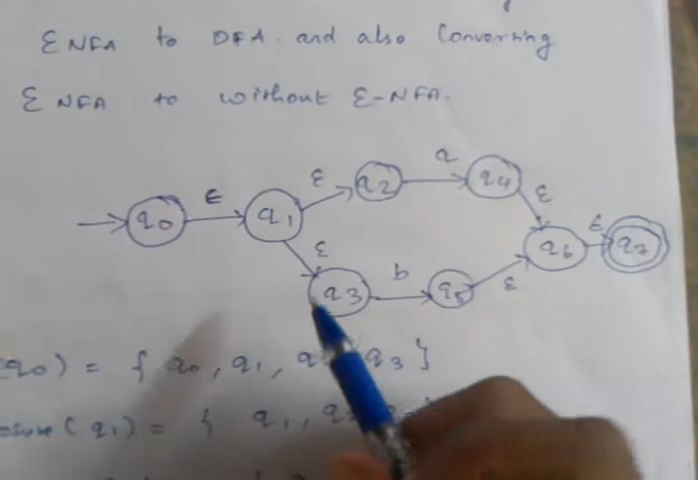 ε NFA to DFA. and also Converting
ε NFA to without ε-NFA.
ε
ε
a
ε
ε
q0
q1
q2
q4
q6
q7
ε
b
ε
q3
q5
q0) = { q0, q1, q3 }
(q1) = { q1,